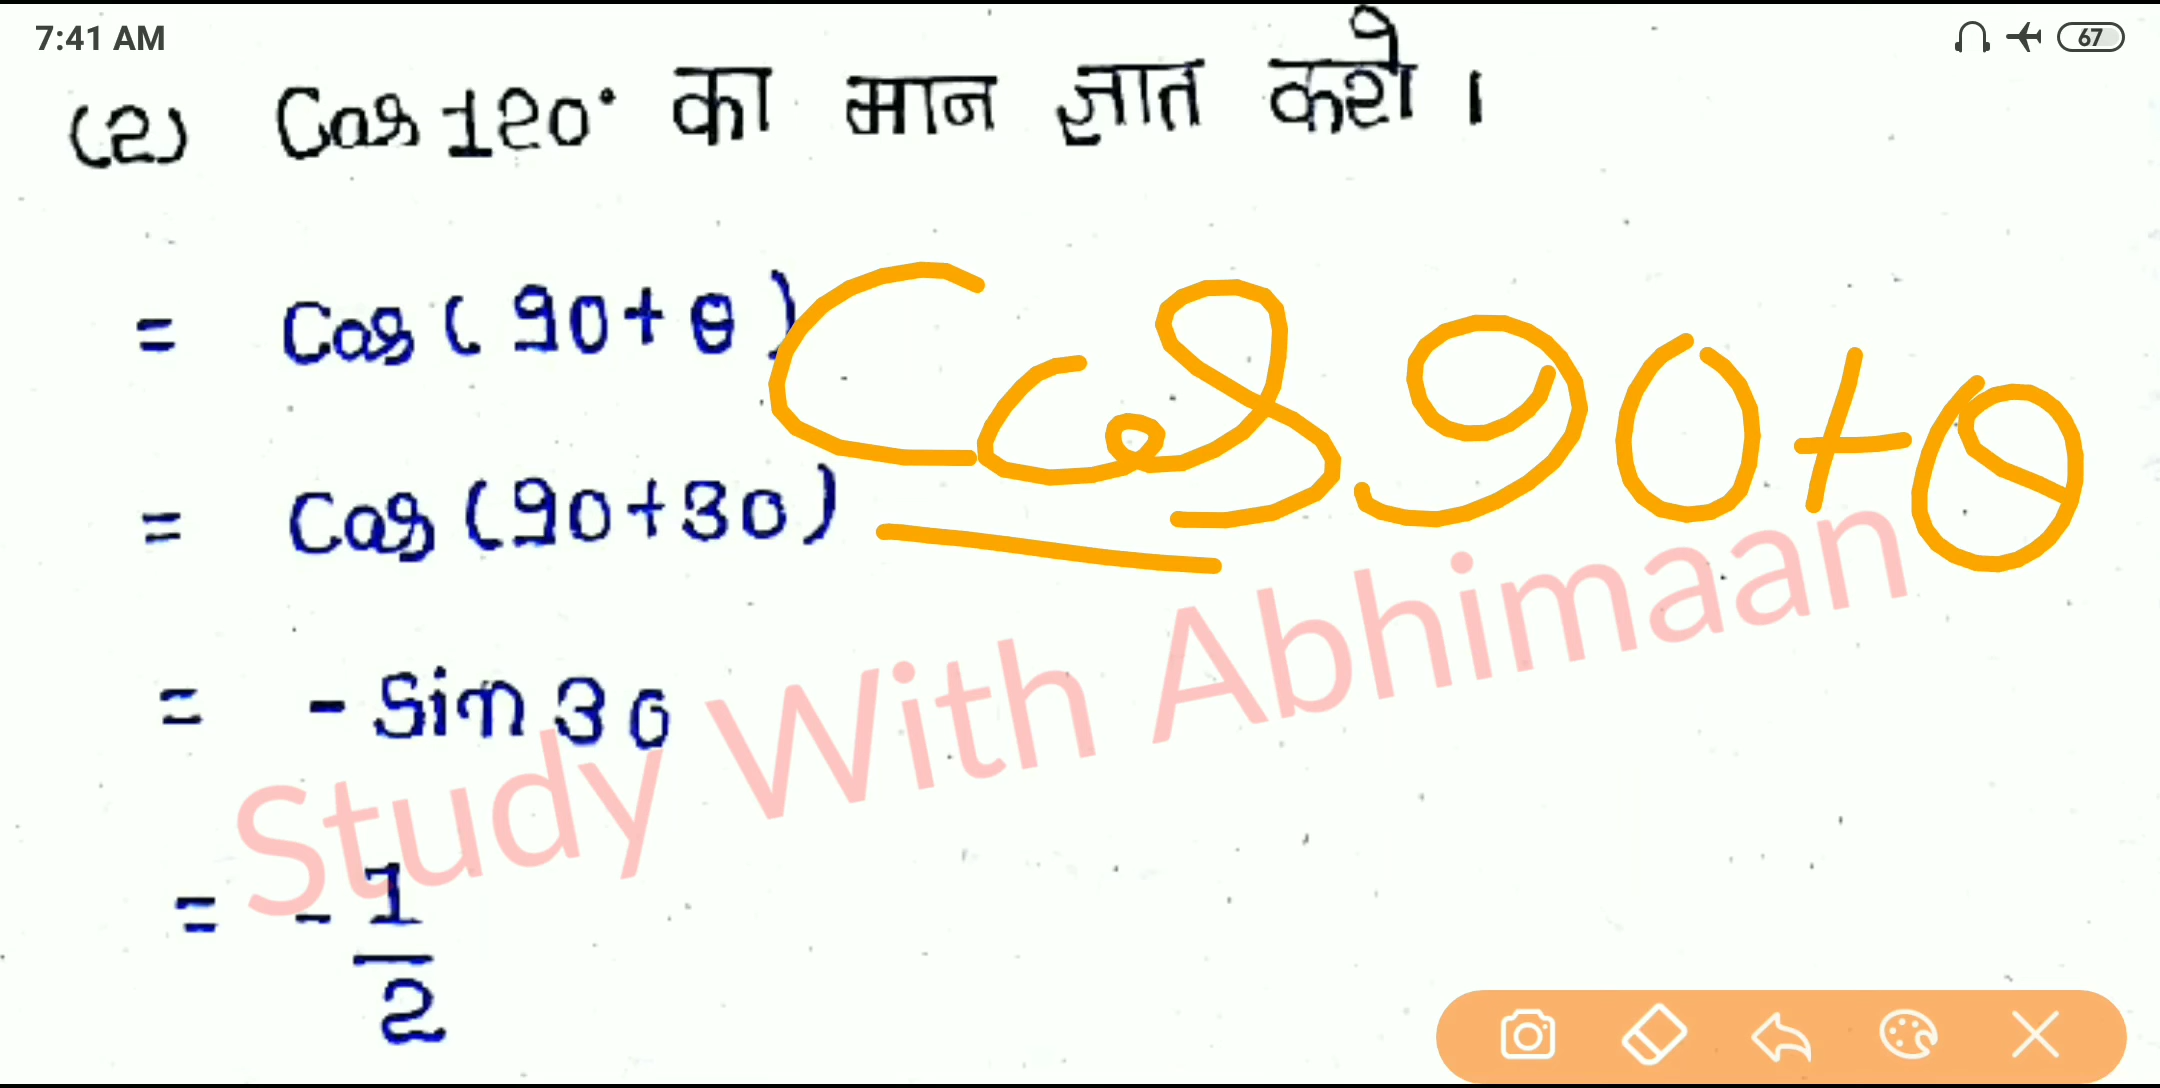 7:41 AM
67
(2) Cos 120° का मान ज्ञात करो ।
= Cos ( 90+θ )
Cos 90+θ
= Cos (90+30)
= - Sin 30
= - 1
2
Study With Abhimaan